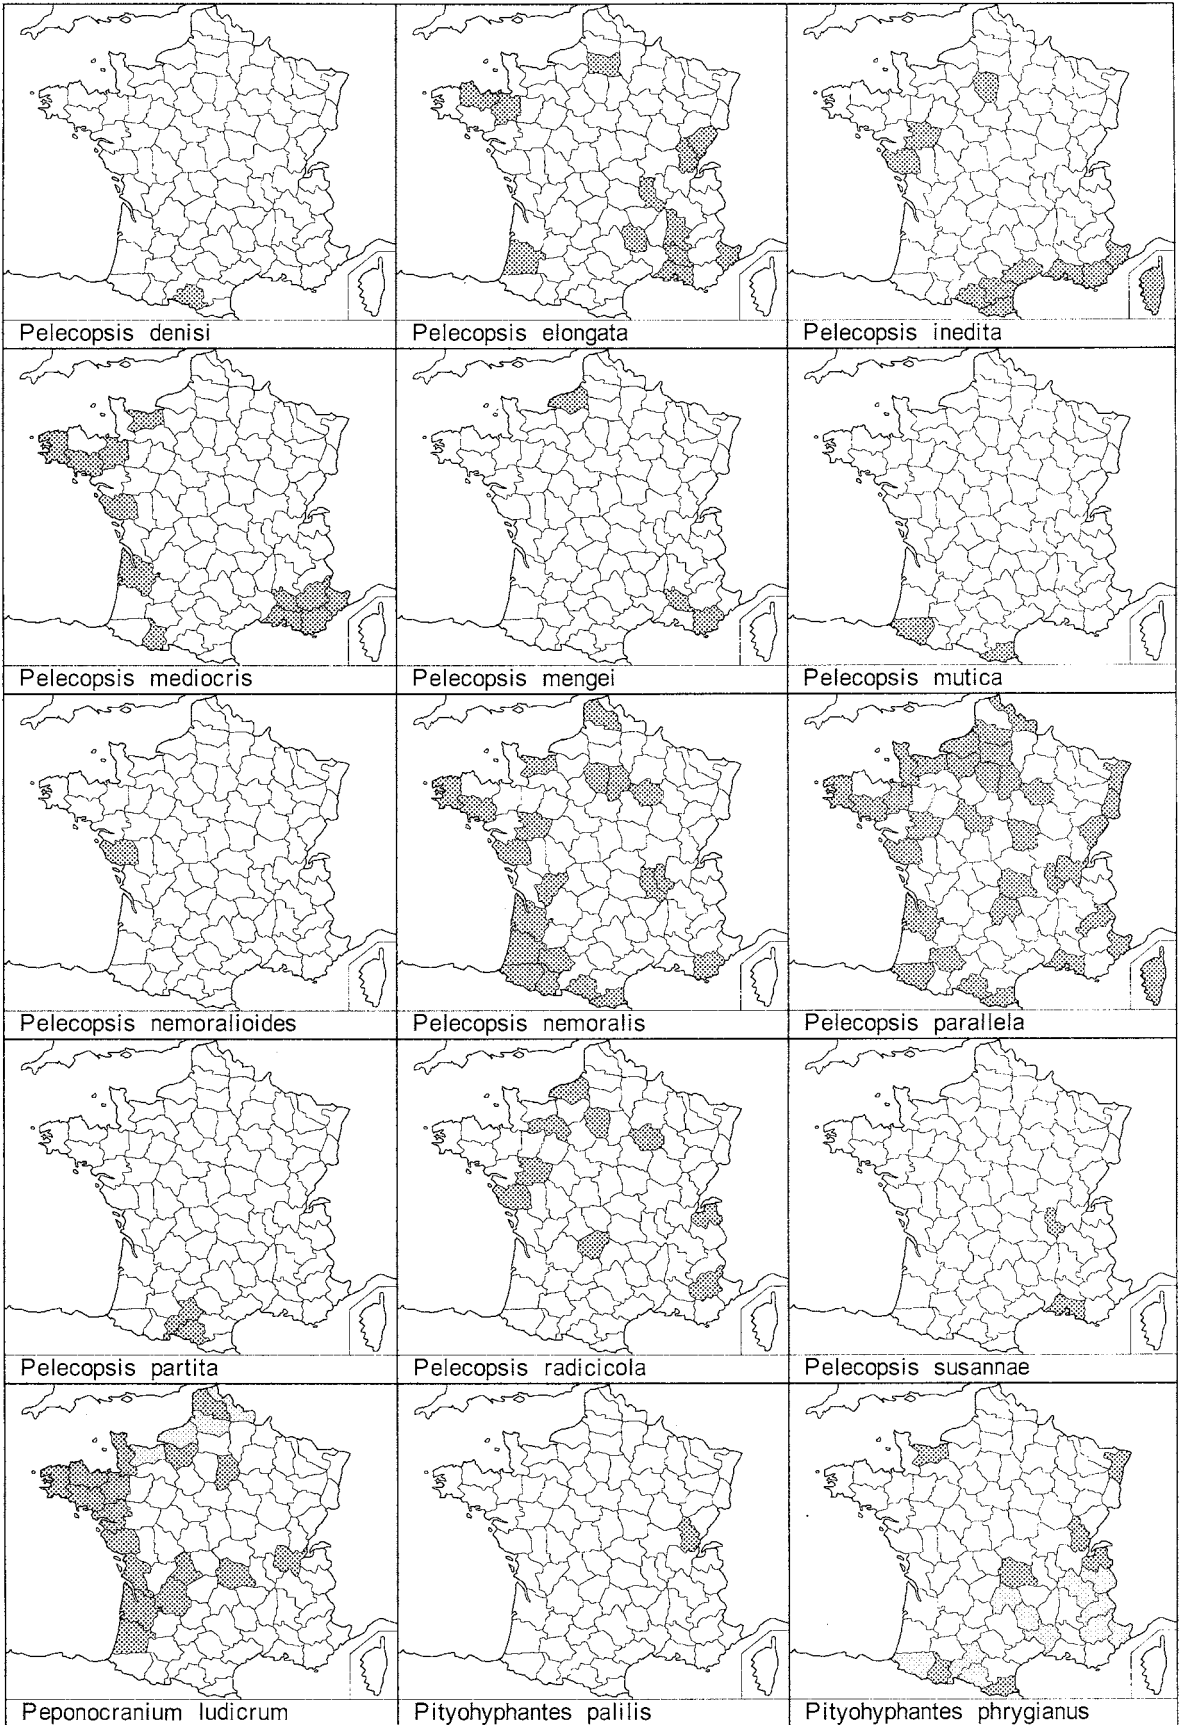 Pelecopsis denisi
Pelecopsis elongata
Pelecopsis inedita
Pelecopsis mediocris
Pelecopsis mengei
Pelecopsis mutica
Pelecopsis nemoralioides
Pelecopsis nemoralis
Pelecopsis parallela
Pelecopsis partita
Pelecopsis radicicola
Pelecopsis susannae
Peponocranium ludicrum
Pityohyphantes palilis
Pityohyphantes phrygianus